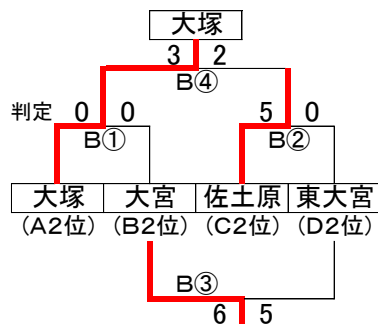 大塚
3 2
B④
判定 0 0 5 0
B① B②
大塚 大宮 佐土原 東大宮
(A2位) (B2位) (C2位) (D2位)
B③
6 5